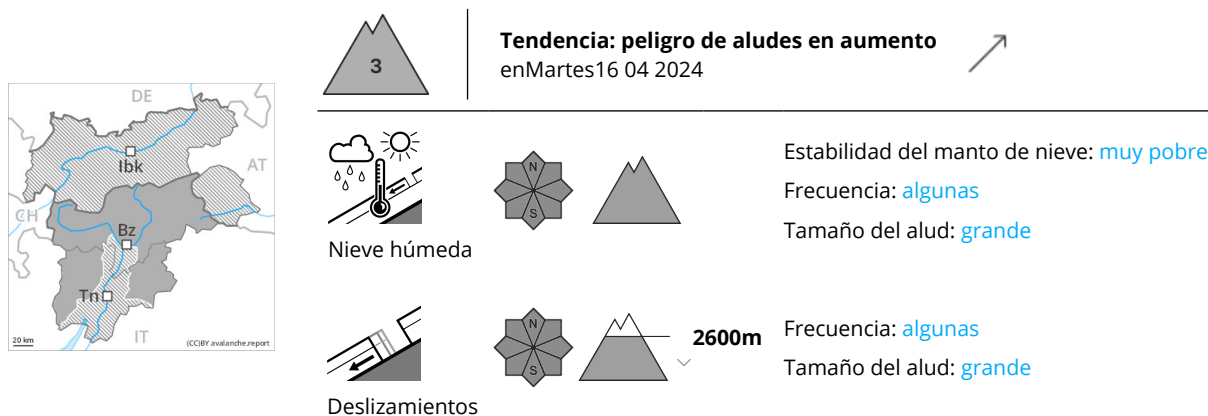 DE
Ibk
AT
CH
Bz
Tn
IT
20 km
(CC)BY avalanche.report
3
Tendencia: peligro de aludes en aumento
enMartes16 04 2024
N
S
Estabilidad del manto de nieve: muy pobre
Frecuencia: algunas
Tamaño del alud: grande
Nieve húmeda
N
S
2600m
Frecuencia: algunas
Tamaño del alud: grande
Deslizamientos